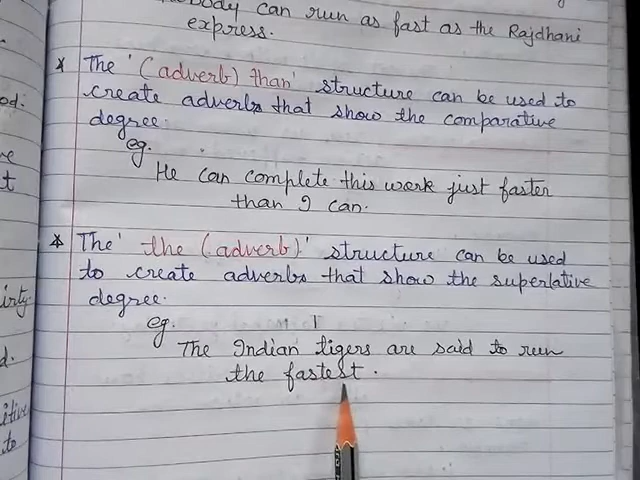 body can run as fast as the Rajdhani
express.
* The '(adverb) than' structure can be used to
create adverbs that show the comparative
degree.
eg.
He can complete this work just faster
than I can.
* The 'the (adverb)' structure can be used
to create adverbs that show the superlative
degree.
eg.
The Indian tigers are said to run
the fastest.